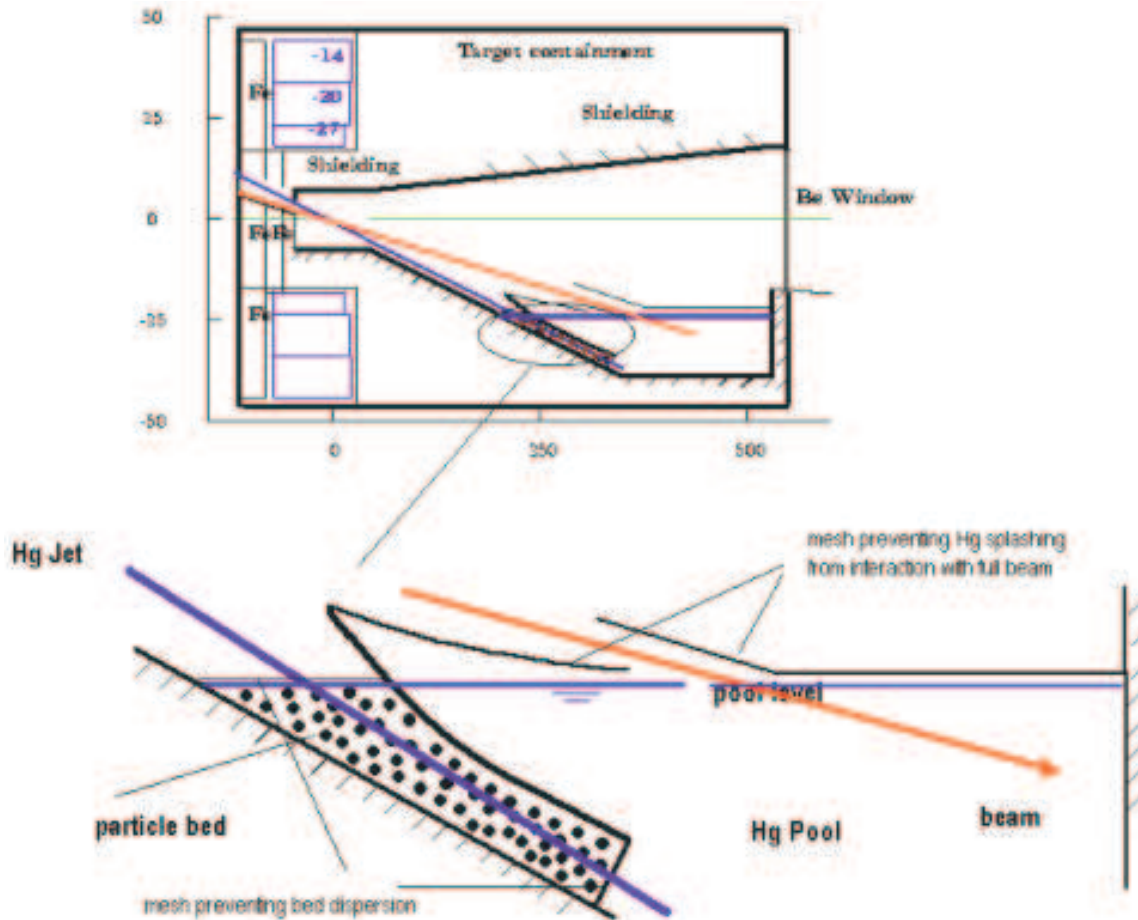 50
Target containment
-14
Fe
-20
25
Shielding
-27
Shielding
Be Window
0
Fe
Fe
Fe
-25
-50
0
250
500
Hg Jet
mesh preventing Hg splashing
from interaction with full beam
pool level
particle bed
Hg Pool
beam
mesh preventing bed dispersion